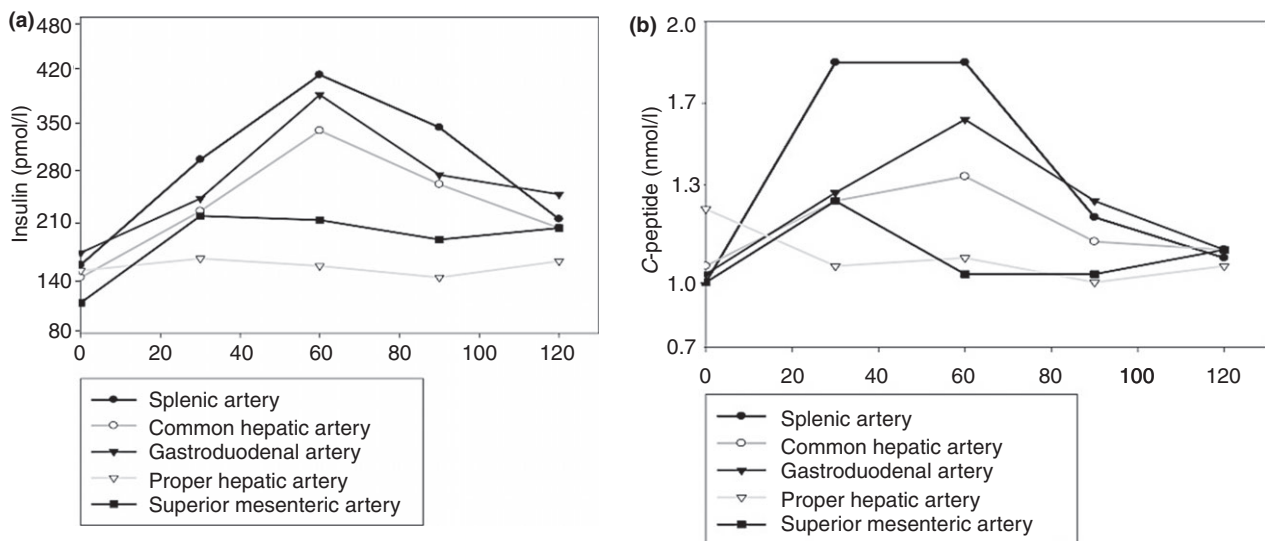 (a)
Insulin (pmol/l)
480
420
350
280
210
140
80
0
20
40
60
80
100
120
Splenic artery
Common hepatic artery
Gastroduodenal artery
Proper hepatic artery
Superior mesenteric artery
(b)
C-peptide (nmol/l)
2.0
1.7
1.3
1.0
0.7
0
20
40
60
80
100
120
Splenic artery
Common hepatic artery
Gastroduodenal artery
Proper hepatic artery
Superior mesenteric artery